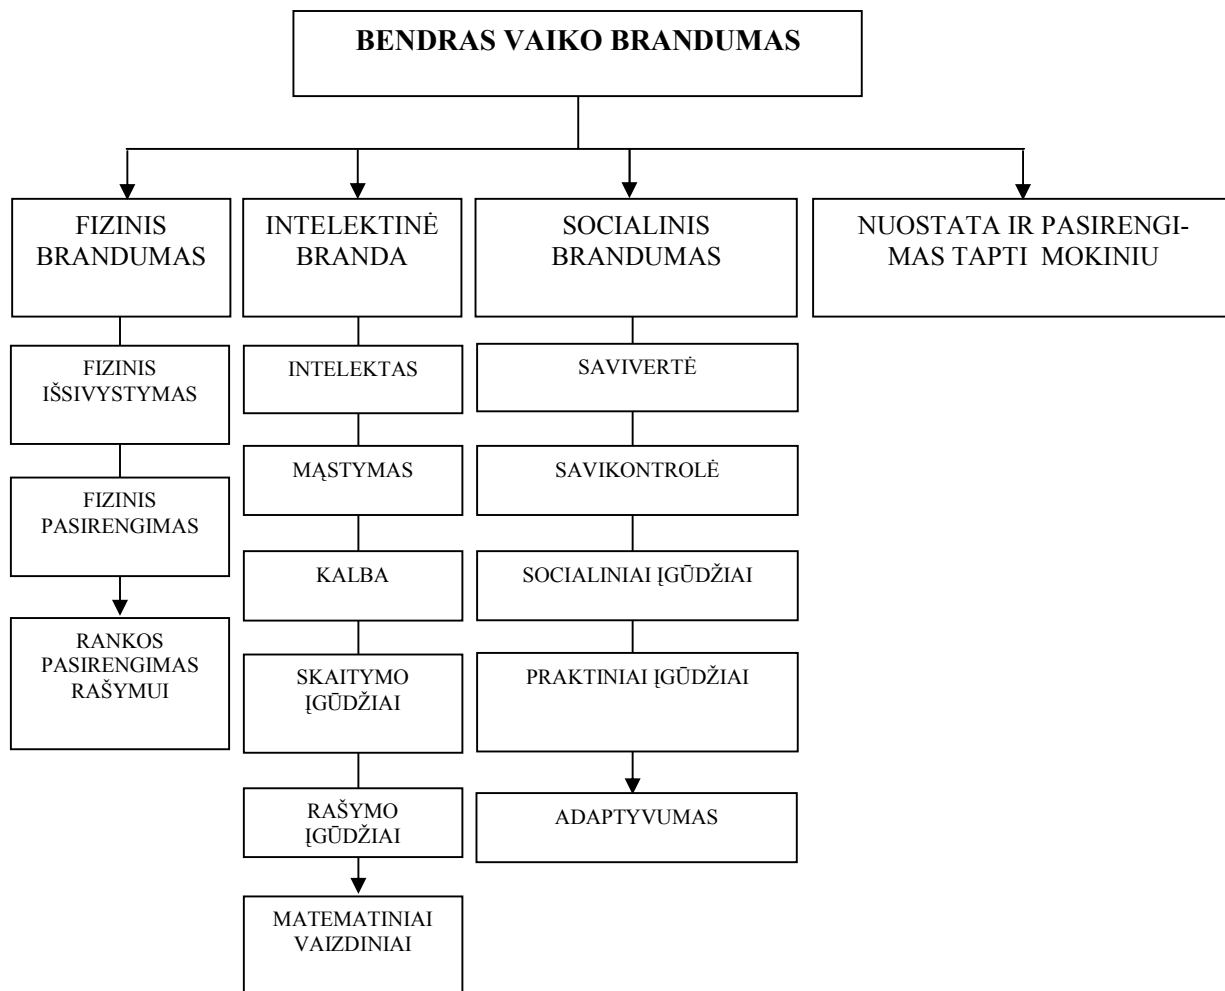 BENDRAS VAIKO BRANDUMAS
FIZINIS
BRANDUMAS
INTELEKTINĖ
BRANDA
SOCIALINIS
BRANDUMAS
NUOSTATA IR PASIRENGI-
MAS TAPTI MOKINIU
FIZINIS
IŠSIVYSTYMAS
FIZINIS
PASIRENGIMAS
RANKOS
PASIRENGIMAS
RAŠYMUI
INTELEKTAS
MĄSTYMAS
KALBA
SKAITYMO
ĮGŪDŽIAI
RAŠYMO
ĮGŪDŽIAI
MATEMATINIAI
VAIZDINIAI
SAVIVERTĖ
SAVIKONTROLĖ
SOCIALINIAI ĮGŪDŽIAI
PRAKTINIAI ĮGŪDŽIAI
ADAPTYVUMAS